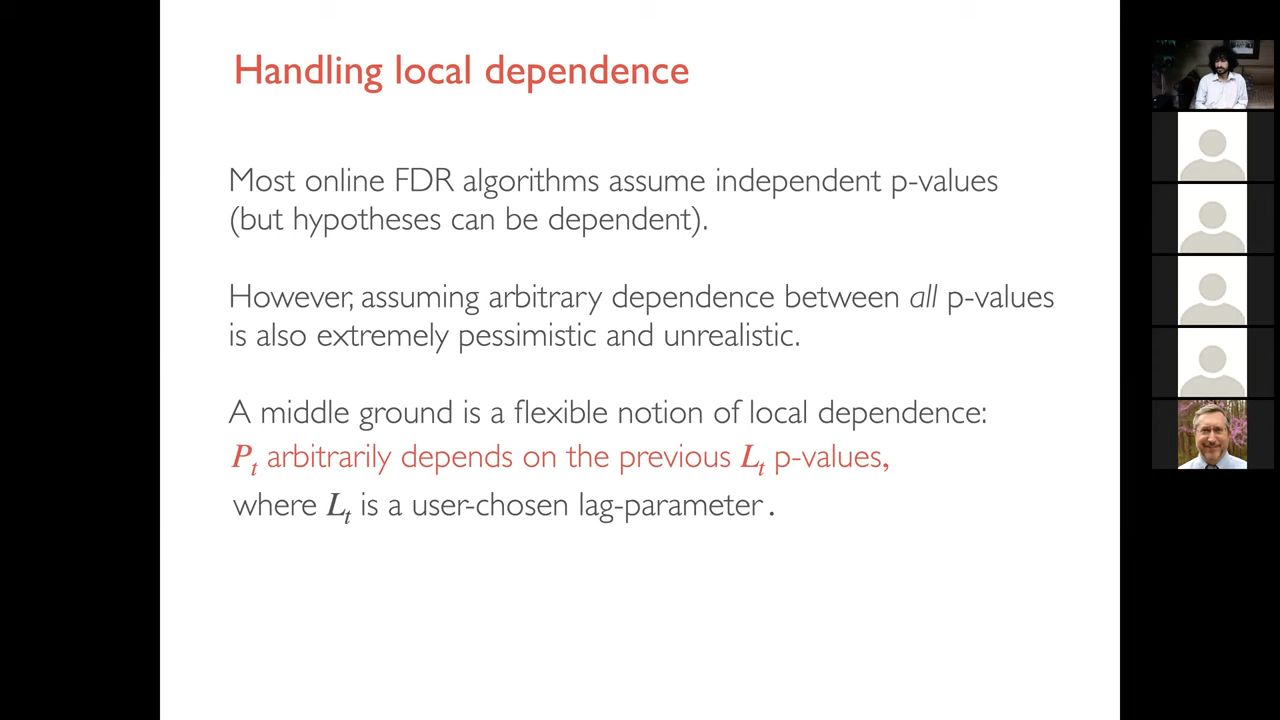 Handling local dependence
Most online FDR algorithms assume independent p-values
(but hypotheses can be dependent).
However, assuming arbitrary dependence between all p-values
is also extremely pessimistic and unrealistic.
A middle ground is a flexible notion of local dependence:
Pt arbitrarily depends on the previous Lt p-values,
where Lt is a user-chosen lag-parameter .